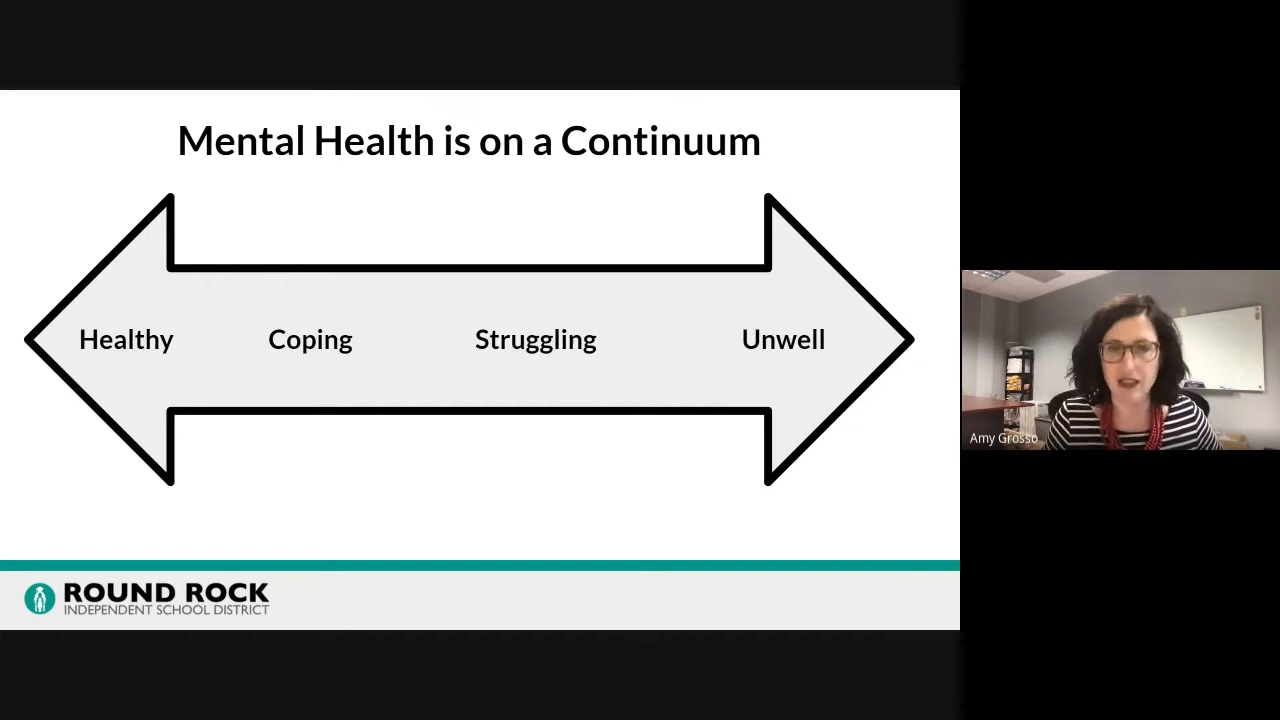 Mental Health is on a Continuum
Healthy Coping Struggling Unwell
Amy Grosso
ROUND ROCK
INDEPENDENT SCHOOL DISTRICT